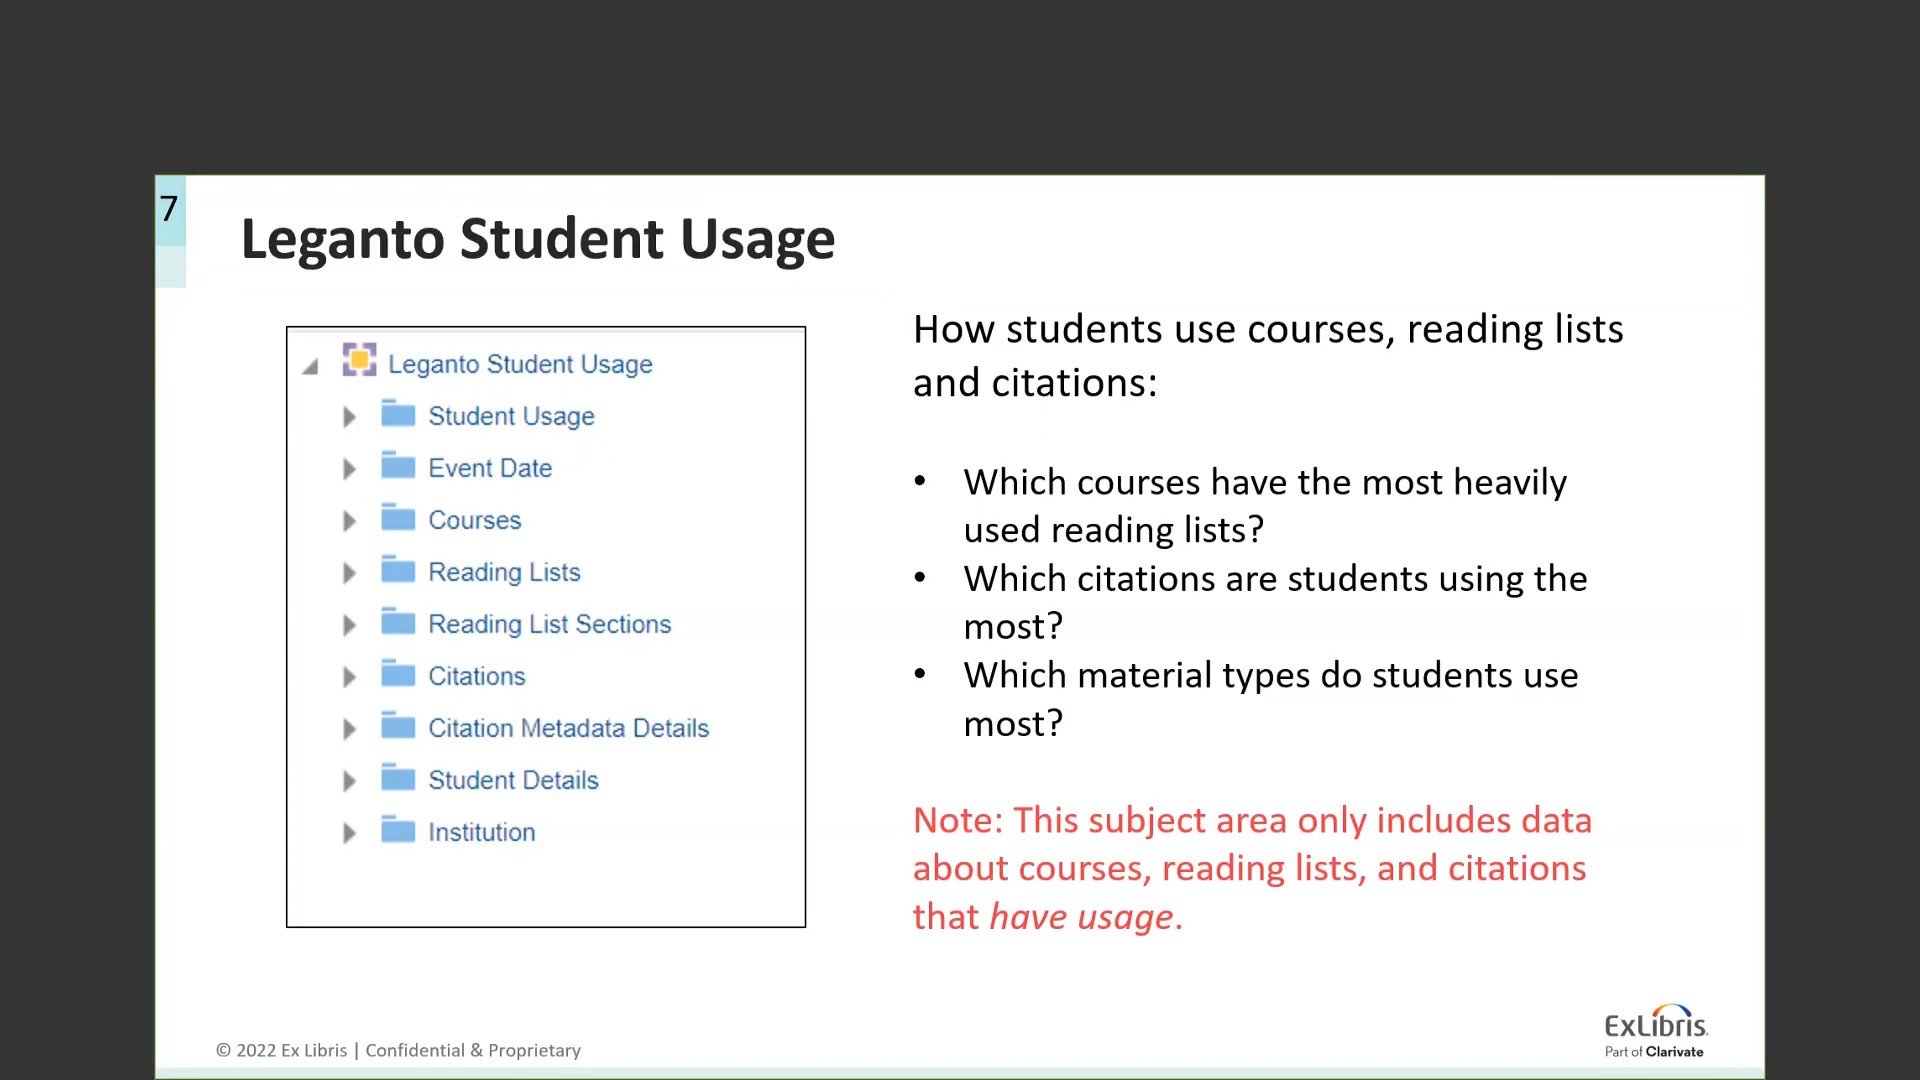 7
Leganto Student Usage
Leganto Student Usage
Student Usage
Event Date
Courses
Reading Lists
Reading List Sections
Citations
Citation Metadata Details
Student Details
Institution
How students use courses, reading lists
and citations:
• Which courses have the most heavily
used reading lists?
• Which citations are students using the
most?
• Which material types do students use
most?
Note: This subject area only includes data
about courses, reading lists, and citations
that have usage.
© 2022 Ex Libris | Confidential & Proprietary
ExLibris
Part of Clarivate